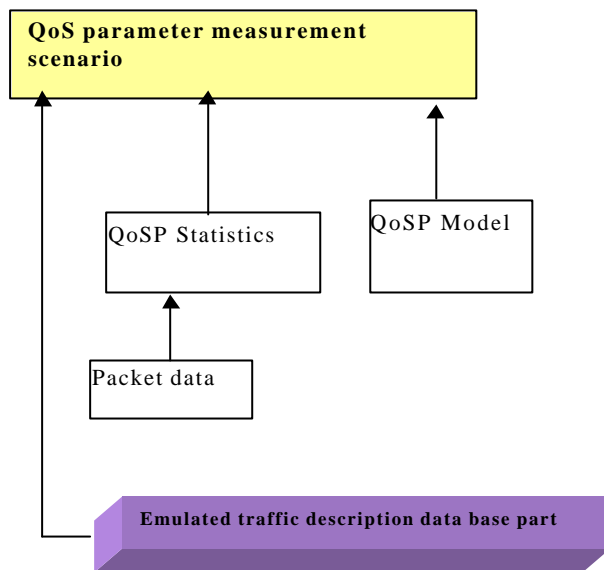 QoS parameter measurement
scenario
QoSP Statistics
QoSP Model
Packet data
Emulated traffic description data base part